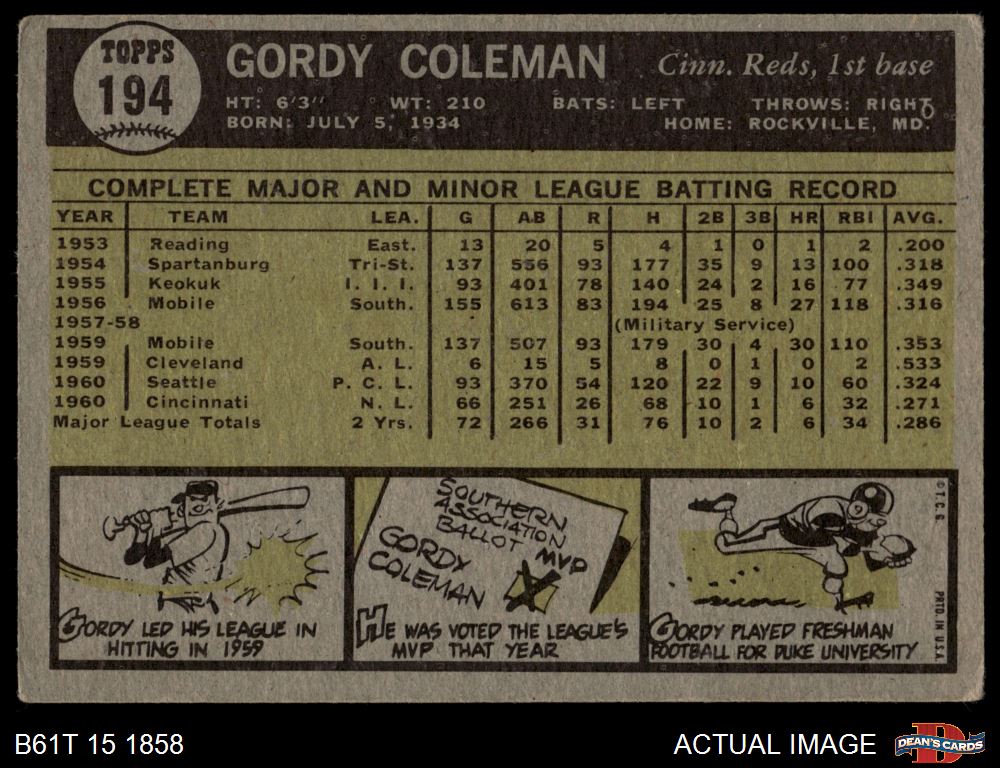 TOPPS
194
GORDY COLEMAN
Cinn. Reds, 1st base
HT: 6'3" WT: 210 BATS: LEFT THROWS: RIGHT
BORN: JULY 5, 1934 HOME: ROCKVILLE, MD.
COMPLETE MAJOR AND MINOR LEAGUE BATTING RECORD
YEAR TEAM LEA. G AB R H 2B 3B HR RBI AVG.
1953 Reading East. 13 20 5 4 1 0 1 2 .200
1954 Spartanburg Tri-St. 137 556 93 177 35 9 13 100 .318
1955 Keokuk I. I. I. 93 401 78 140 24 2 16 77 .349
1956 Mobile South. 155 613 83 194 25 8 27 118 .316
1957-58 (Military Service)
1959 Mobile South. 137 507 93 179 30 4 30 110 .353
1959 Cleveland A. L. 6 15 5 8 0 1 0 2 .533
1960 Seattle P. C. L. 93 370 54 120 22 9 10 60 .324
1960 Cincinnati N. L. 66 251 26 68 10 1 6 32 .271
Major League Totals 2 Yrs. 72 266 31 76 10 2 6 34 .286
GORDY LED HIS LEAGUE IN
HITTING IN 1959
SOUTHERN
ASSOCIATION
BALLOT
MVP
GORDY
COLEMAN
HE WAS VOTED THE LEAGUE'S
MVP THAT YEAR
GORDY PLAYED FRESHMAN
FOOTBALL FOR DUKE UNIVERSITY
© T. C. G.
PRTD. IN U.S.A.
B61T 15 1858
ACTUAL IMAGE
D
DEAN'S CARDS